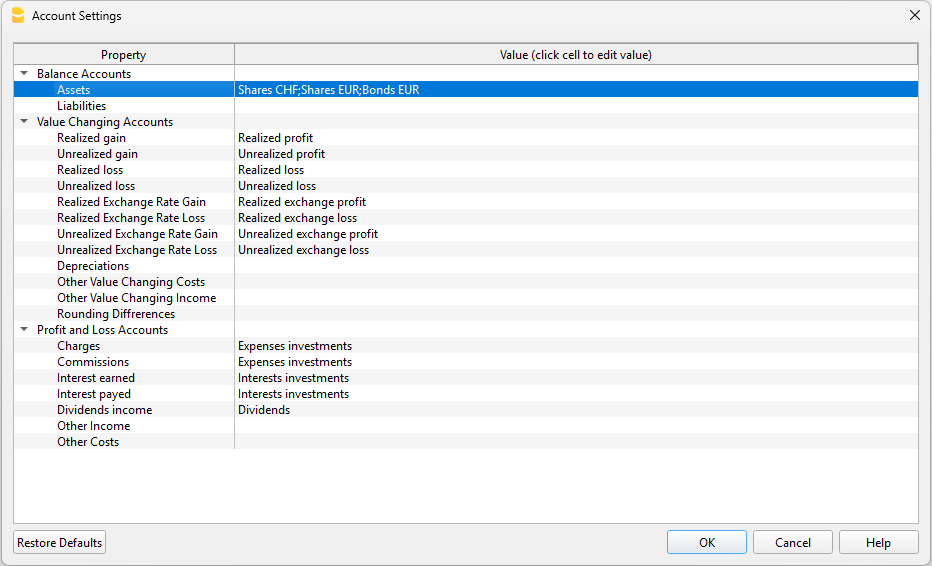 Account Settings
Property Value (click cell to edit value)
Balance Accounts
Assets Shares CHF;Shares EUR;Bonds EUR
Liabilities
Value Changing Accounts
Realized gain Realized profit
Unrealized gain Unrealized profit
Realized loss Realized loss
Unrealized loss Unrealized loss
Realized Exchange Rate Gain Realized exchange profit
Realized Exchange Rate Loss Realized exchange loss
Unrealized Exchange Rate Gain Unrealized exchange profit
Unrealized Exchange Rate Loss Unrealized exchange loss
Depreciations
Other Value Changing Costs
Other Value Changing Income
Rounding Diffrerences
Profit and Loss Accounts
Charges Expenses investments
Commissions Expenses investments
Interest earned Interests investments
Interest payed Interests investments
Dividends income Dividends
Other Income
Other Costs
Restore Defaults OK Cancel Help